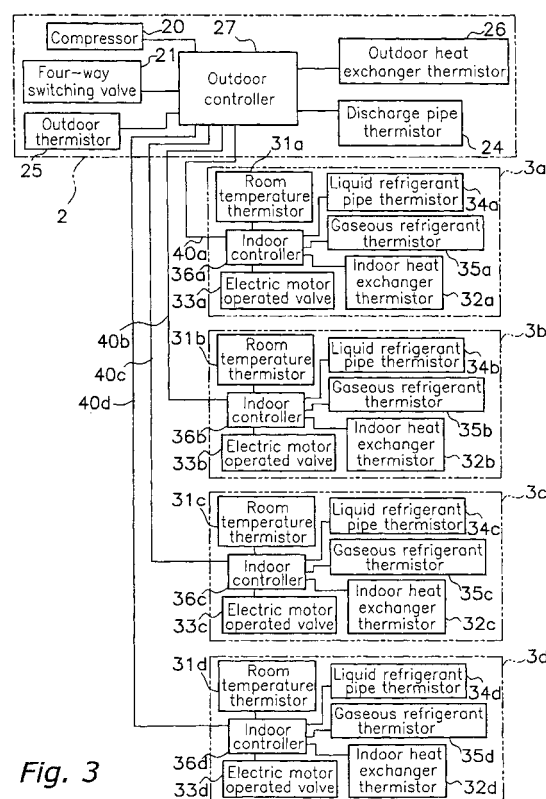 20
27
26
Compressor
21
Outdoor heat
exchanger thermistor
Four-way
switching valve
Outdoor
controller
Outdoor thermistor
Discharge pipe
thermistor
25
31a
24
2
3a
Room
temperature
thermistor
Liquid refrigerant
pipe thermistor
34a
40a
Indoor
controller
Gaseous refrigerant
thermistor
36a
35a
33a
Electric motor
operated valve
Indoor heat
exchanger
thermistor
32a
40b
31b
3b
40c
Room
temperature
thermistor
Liquid refrigerant
pipe thermistor
34b
40d
Indoor
controller
Gaseous refrigerant
thermistor
36b
35b
33b
Electric motor
operated valve
Indoor heat
exchanger
thermistor
32b
31c
3c
Room
temperature
thermistor
Liquid refrigerant
pipe thermistor
34c
Indoor
controller
Gaseous refrigerant
thermistor
36c
35c
33c
Electric motor
operated valve
Indoor heat
exchanger
thermistor
32c
31d
3d
Room
temperature
thermistor
Liquid refrigerant
pipe thermistor
34d
Indoor
controller
Gaseous refrigerant
thermistor
36d
35d
33d
Electric motor
operated valve
Indoor heat
exchanger
thermistor
32d
Fig. 3